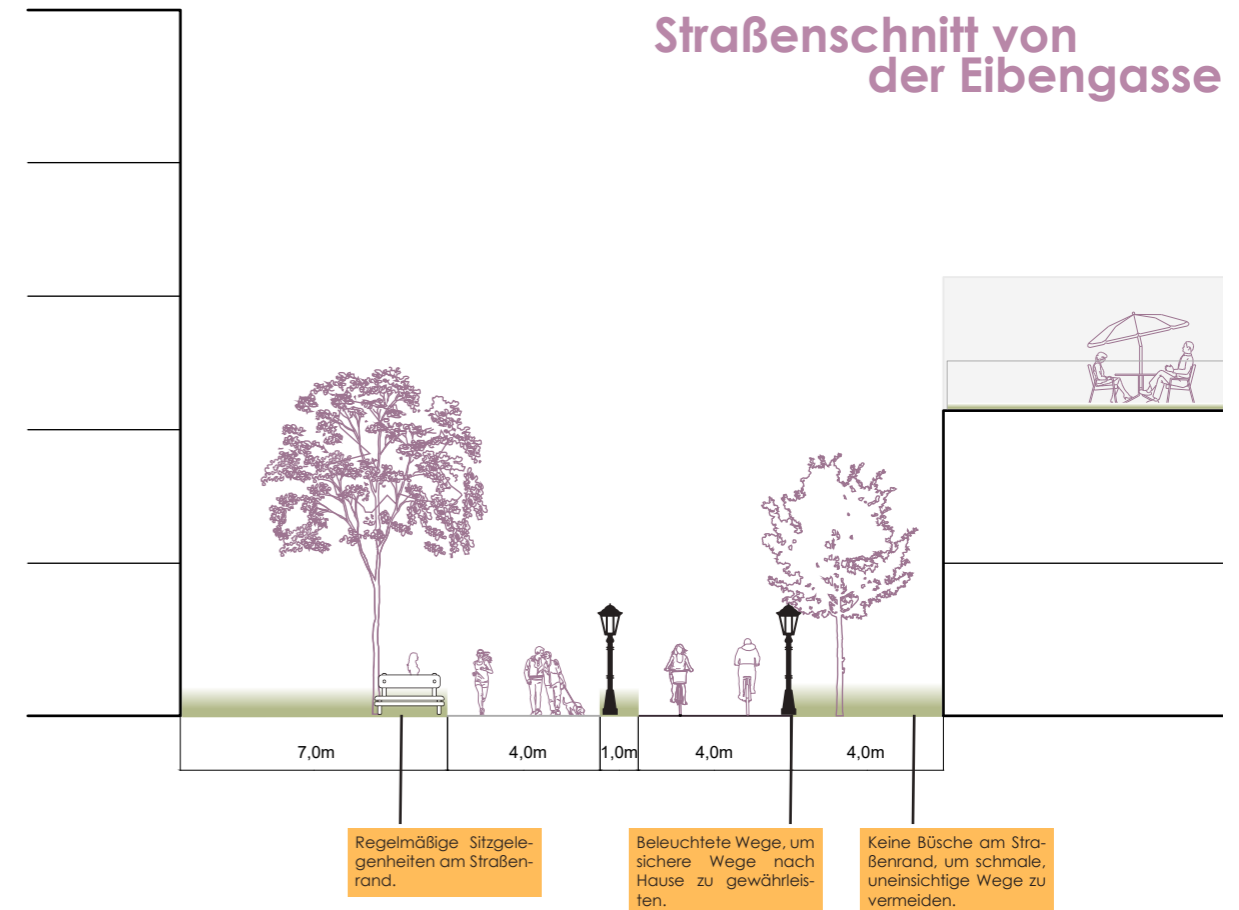 Straßenschnitt von
der Eibengasse
7,0m
4,0m
1,0m
4,0m
4,0m
Regelmäßige Sitzgele-
genheiten am Straßen-
rand.
Beleuchtete Wege, um
sichere Wege nach
Hause zu gewährleis-
ten.
Keine Büsche am Stra-
ßenrand, um schmale,
uneinsichtige Wege zu
vermeiden.